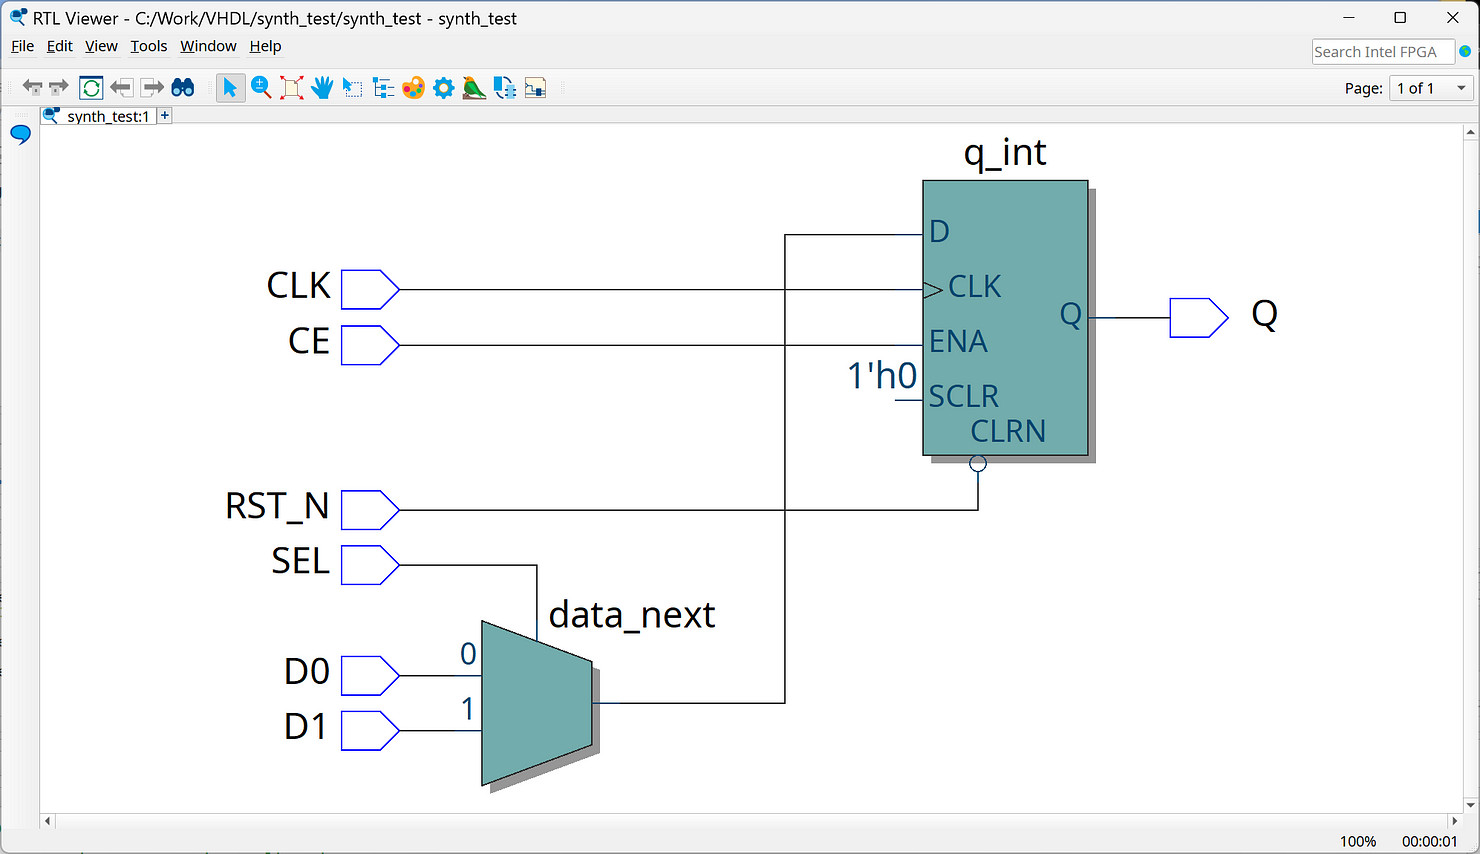 RTL Viewer - C:/Work/VHDL/synth_test/synth_test - synth_test
File Edit View Tools Window Help
Search Intel FPGA
Page: 1 of 1
synth_test:1 +
q_int
D
CLK
CLK
Q
Q
CE
ENA
1'h0
SCLR
CLRN
RST_N
SEL
data_next
D0
0
D1
1
100% 00:00:01